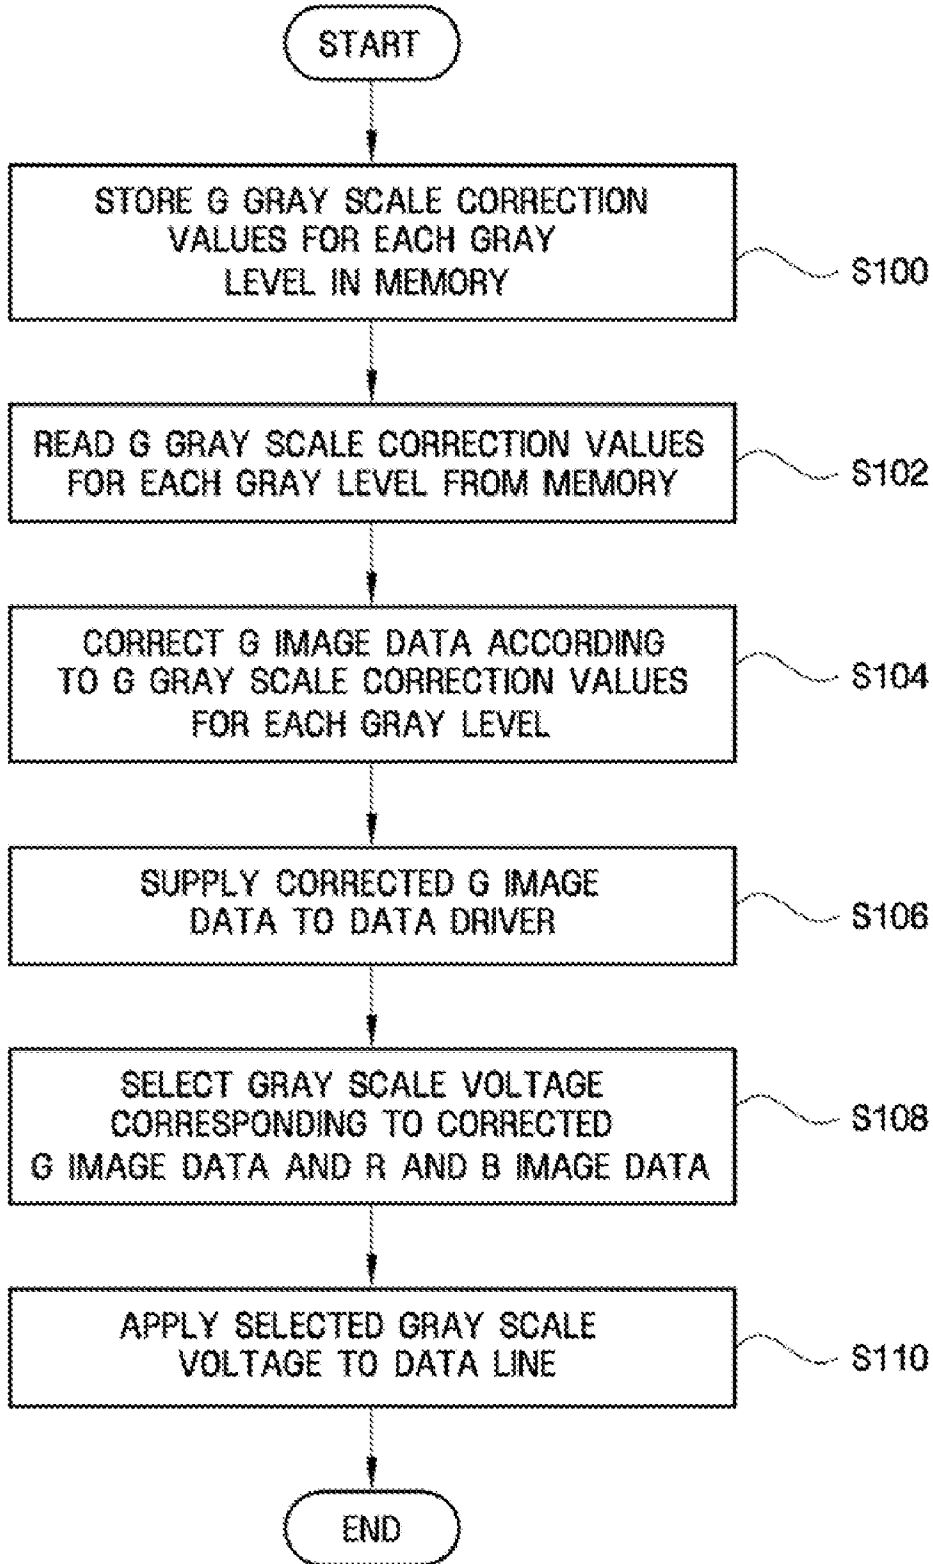 START
STORE G GRAY SCALE CORRECTION
VALUES FOR EACH GRAY
LEVEL IN MEMORY
S100
READ G GRAY SCALE CORRECTION VALUES
FOR EACH GRAY LEVEL FROM MEMORY
S102
CORRECT G IMAGE DATA ACCORDING
TO G GRAY SCALE CORRECTION VALUES
FOR EACH GRAY LEVEL
S104
SUPPLY CORRECTED G IMAGE
DATA TO DATA DRIVER
S106
SELECT GRAY SCALE VOLTAGE
CORRESPONDING TO CORRECTED
G IMAGE DATA AND R AND B IMAGE DATA
S108
APPLY SELECTED GRAY SCALE
VOLTAGE TO DATA LINE
S110
END